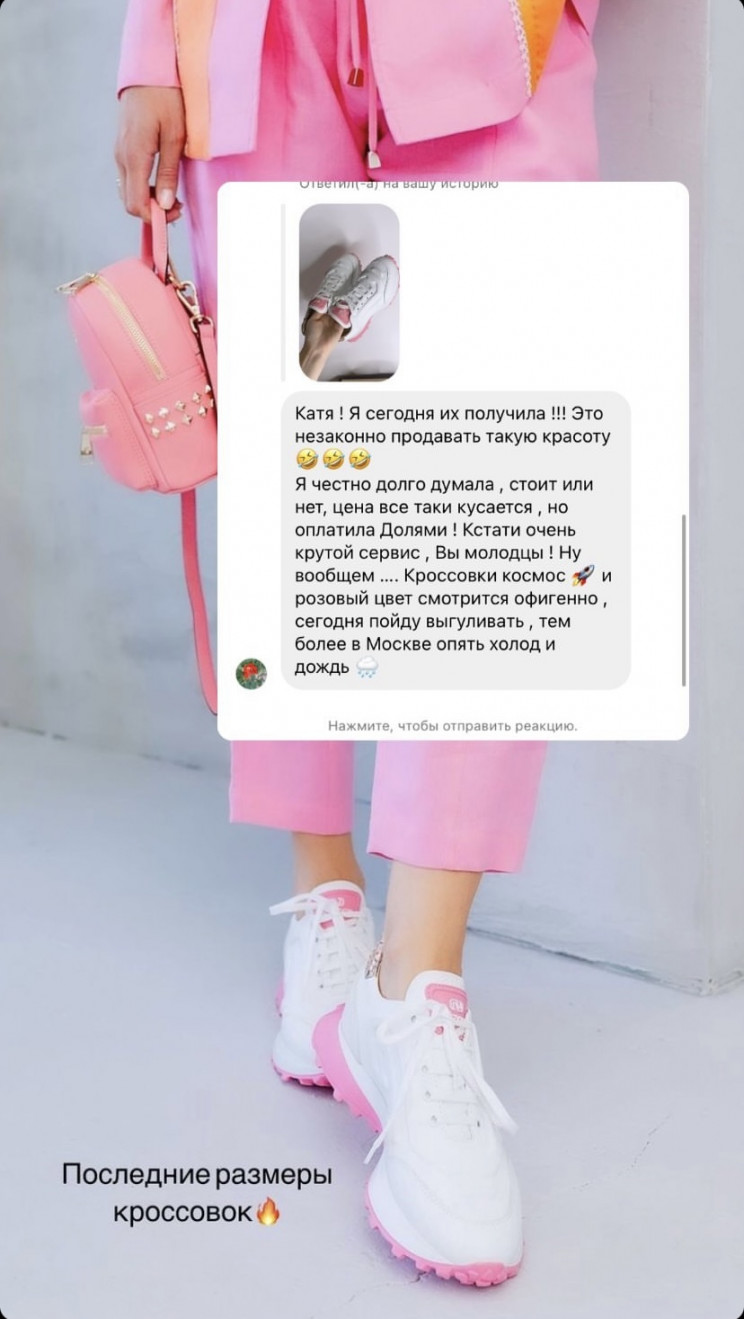 Ответил(-а) на вашу историю
Катя ! Я сегодня их получила !!! Это
незаконно продавать такую красоту
🤣🤣🤣
Я честно долго думала , стоит или
нет, цена все таки кусается , но
оплатила Долями ! Кстати очень
крутой сервис , Вы молодцы ! Ну
вообщем .... Кроссовки космос 🚀 и
розовый цвет смотрится офигенно ,
сегодня пойду выгуливать , тем
более в Москве опять холод и
дождь 🌧️
Нажмите, чтобы отправить реакцию.
Последние размеры
кроссовок🔥